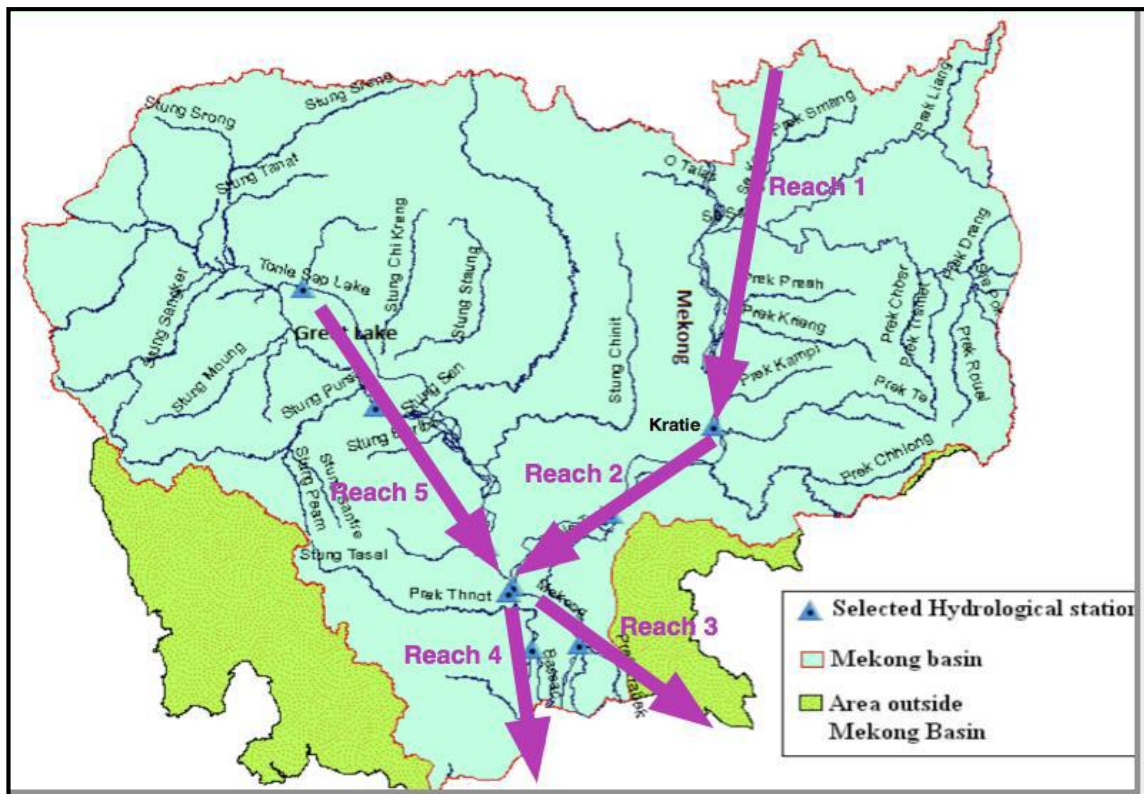 Stung Sreng
Stung Srong
Stung Tanat
Prek Liang
Prek Smang
O Talas
Reach 1
Tonle Sap Lake
Stung Chi Kreng
Stung Staung
Prek Drang
Prek Preah
Stung Sangker
Great Lake
Mekong
Prek Chbar
Prek Krieng
Stung Chinit
Stung Moung
Prek Kampi
Prek Rouei
Stung Sen
Prek Te
Kratie
Prek Chhlong
Reach 2
Reach 5
Stung Peam
Stung Tasal
Prek Thnot
Mekong
Reach 3
Reach 4
Bassac
Selected Hydrological station
Mekong basin
Area outside
Mekong Basin